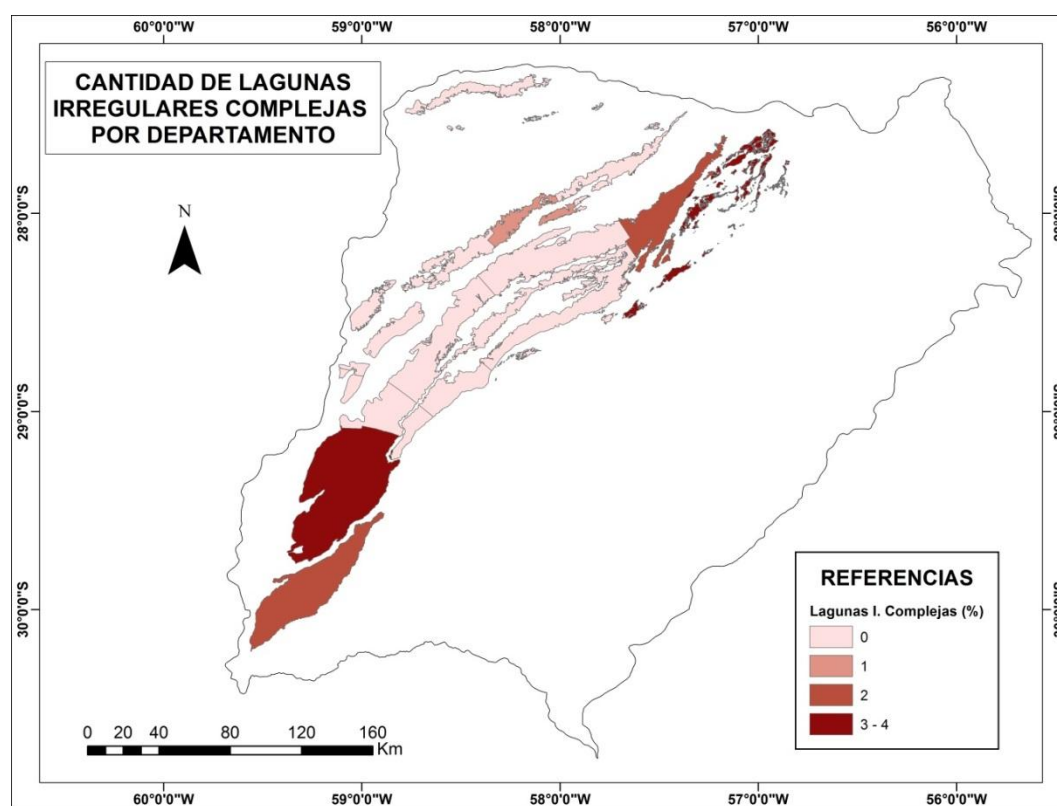 60°0'0"W 59°0'0"W 58°0'0"W 57°0'0"W 56°0'0"W
CANTIDAD DE LAGUNAS
IRREGULARES COMPLEJAS
POR DEPARTAMENTO
N
28°0'0"S
29°0'0"S
30°0'0"S
REFERENCIAS
Lagunas I. Complejas (%)
0
1
2
3 - 4
0 20 40 80 120 160
Km
60°0'0"W 59°0'0"W 58°0'0"W 57°0'0"W 56°0'0"W